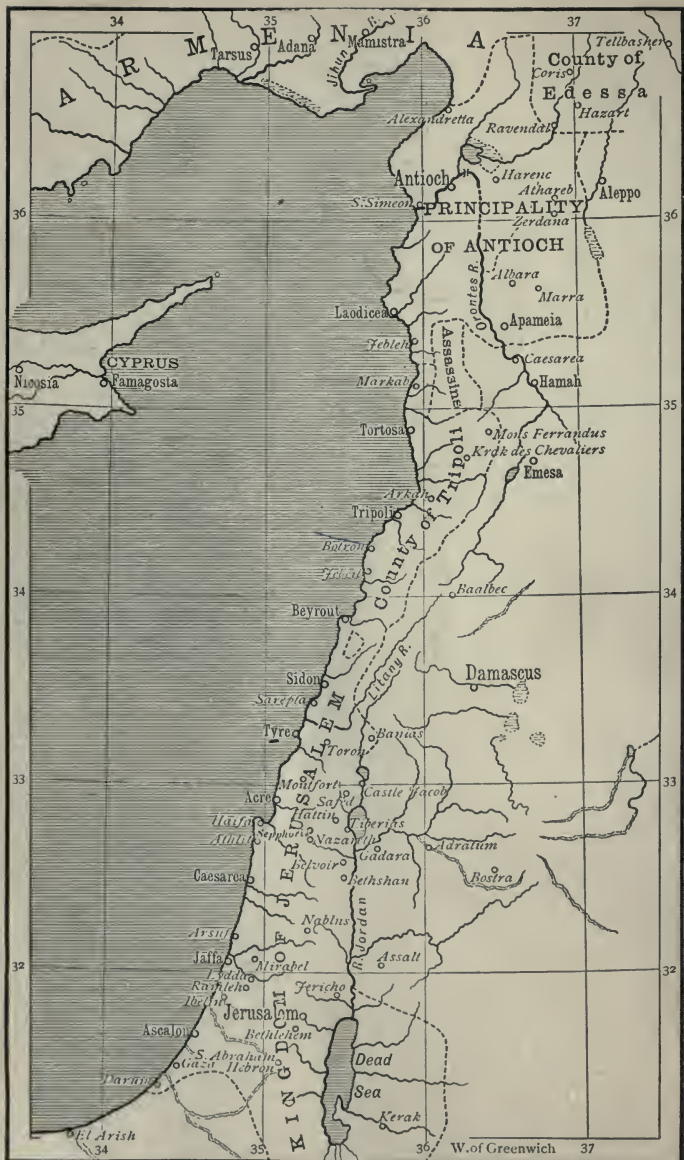 34 35 36 37
ARMENIA
Tarsus
Adana
Mamistra
Jihun R.
Tellbasher
County of
Edessa
Coris
Hazart
Ravendal
Alexandretta
Antioch
Harenc
Athareb
Aleppo
S. Simeon
36 36
PRINCIPALITY
OF ANTIOCH
Zerdana
Albara
Marra
Orontes R.
Laodicea
Apameia
Jebleh
Assassins
Caesarea
Hamah
Markab
CYPRUS
Nicosia
Famagosta
35 35
Tortosa
Mons Ferrandus
Krak des Chevaliers
Emesa
Arkah
Tripoli
County of Tripoli
Botron
Jebeil
34 34
Baalbec
Beyrout
Litany R.
Sidon
Damascus
Sarepta
Tyre
Toron
Banias
33 33
Montfort
Castle Jacob
Acre
Safed
Haifa
Hattin
Tiberias
Athlit
Sepphoris
Nazareth
Gadara
Adratum
Belvoir
Bethshan
Bostra
Caesarea
KINGDOM OF JERUSALEM
R. Jordan
Arsuf
Nablus
Jaffa
Mirabel
Assalt
32 32
Lydda
Ramleh
Jericho
Ibelin
Jerusalem
Ascalon
Bethlehem
S. Abraham
Hebron
Gaza
Dead
Sea
Darum
Kerak
El Arish
34 35 36 W. of Greenwich 37